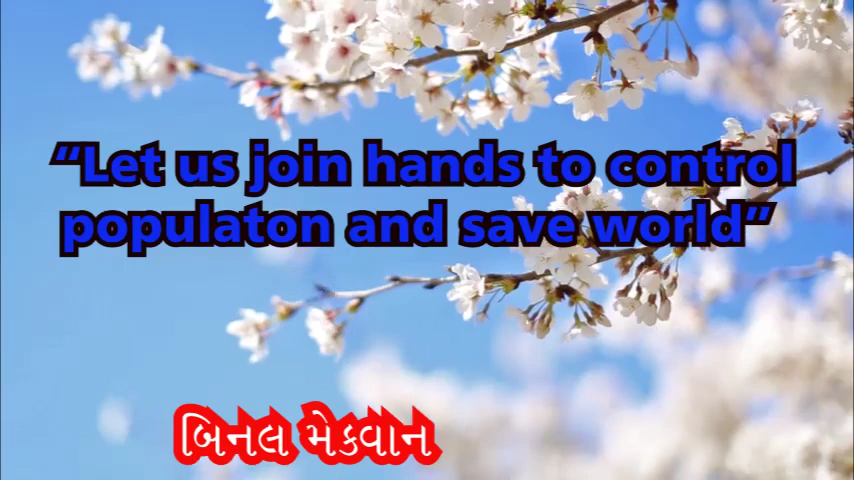 “Let us join hands to control
populaton and save world”
બિનલ મેકવાન